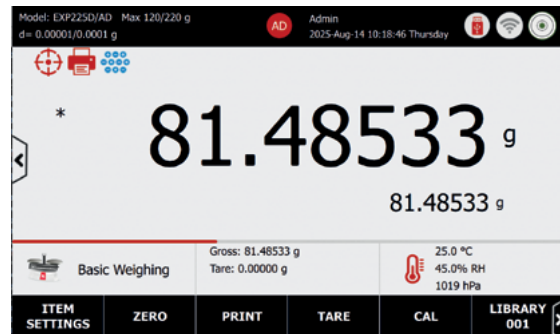 Model: EXP225D/AD Max 120/220 g
d= 0.00001/0.0001 g
AD
Admin
2025-Aug-14 10:18:46 Thursday
*
81.48533 g
81.48533 g
Basic Weighing
Gross: 81.48533 g
Tare: 0.00000 g
25.0 °C
45.0% RH
1019 hPa
ITEM SETTINGS
ZERO
PRINT
TARE
CAL
LIBRARY 001